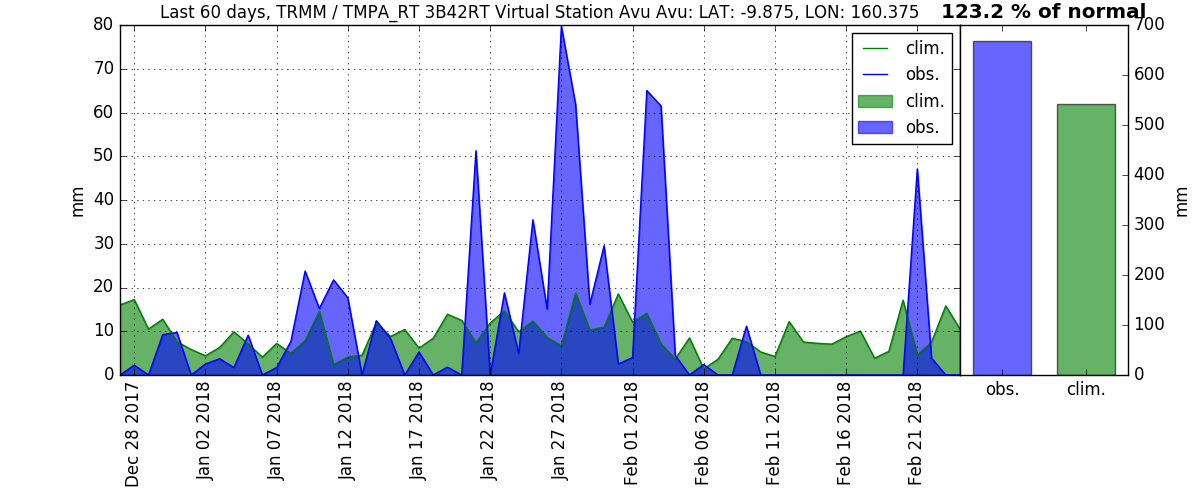 Last 60 days, TRMM / TMPA_RT 3B42RT Virtual Station Avu Avu: LAT: -9.875, LON: 160.375
123.2 % of normal
80
70
60
50
40
30
20
10
0
mm
clim.
obs.
clim.
obs.
Dec 28 2017
Jan 02 2018
Jan 07 2018
Jan 12 2018
Jan 17 2018
Jan 22 2018
Jan 27 2018
Feb 01 2018
Feb 06 2018
Feb 11 2018
Feb 16 2018
Feb 21 2018
700
600
500
400
300
200
100
0
mm
obs.
clim.